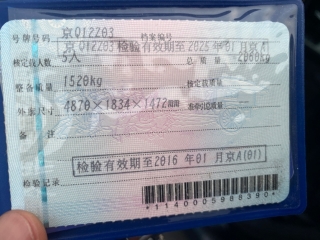 号牌号码 京Q12Z03 档案编号
京Q12Z03 检验有效期至2026年01月京A
核定载人数 5人 总质量 2000kg
整备质量 1520kg 核定载质量
外廓尺寸 4870×1834×1472mm 准牵引总质量
备注
检验有效期至2016年01月京A(01)
检验记录
*1140005988390*